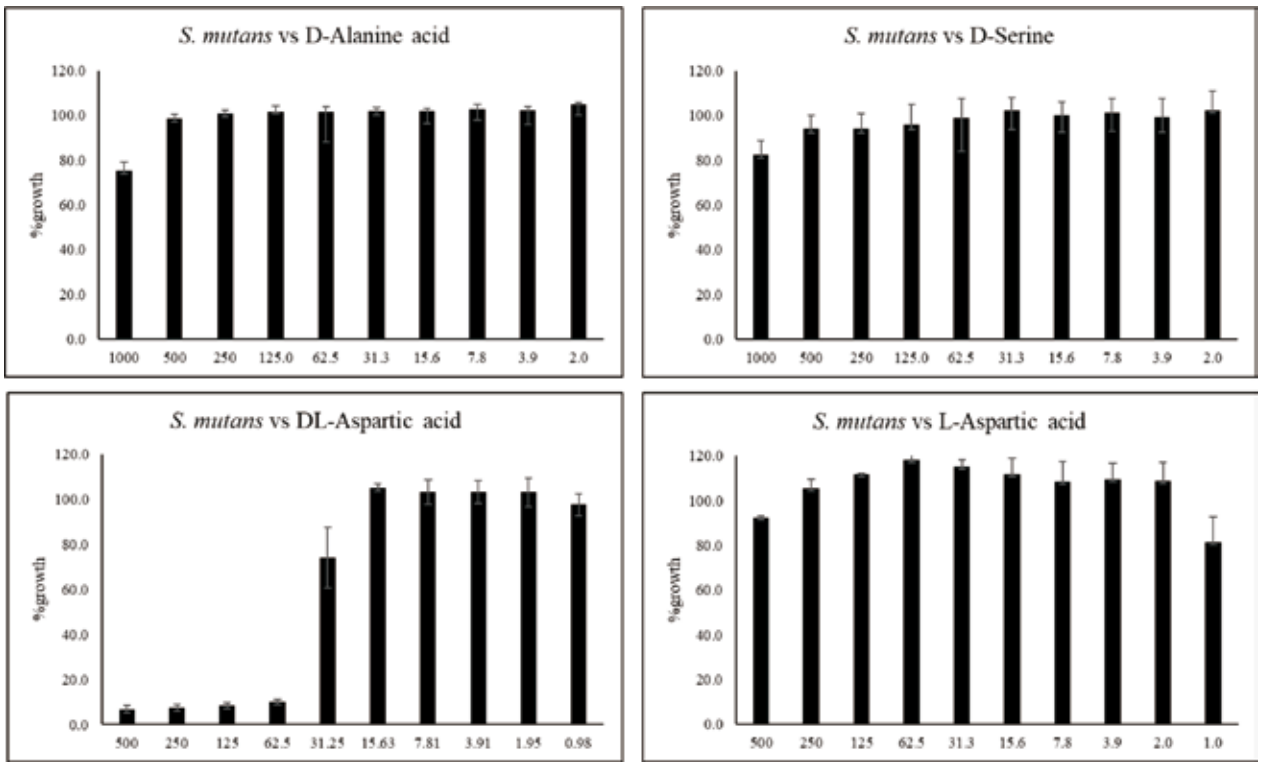 S. mutans vs D-Alanine acid
120.0
100.0
80.0
60.0
40.0
20.0
0.0
%growth
1000 500 250 125.0 62.5 31.3 15.6 7.8 3.9 2.0
S. mutans vs D-Serine
120.0
100.0
80.0
60.0
40.0
20.0
0.0
%growth
1000 500 250 125.0 62.5 31.3 15.6 7.8 3.9 2.0
S. mutans vs DL-Aspartic acid
120.0
100.0
80.0
60.0
40.0
20.0
0.0
%growth
500 250 125 62.5 31.25 15.63 7.81 3.91 1.95 0.98
S. mutans vs L-Aspartic acid
120.0
100.0
80.0
60.0
40.0
20.0
0.0
%growth
500 250 125 62.5 31.3 15.6 7.8 3.9 2.0 1.0